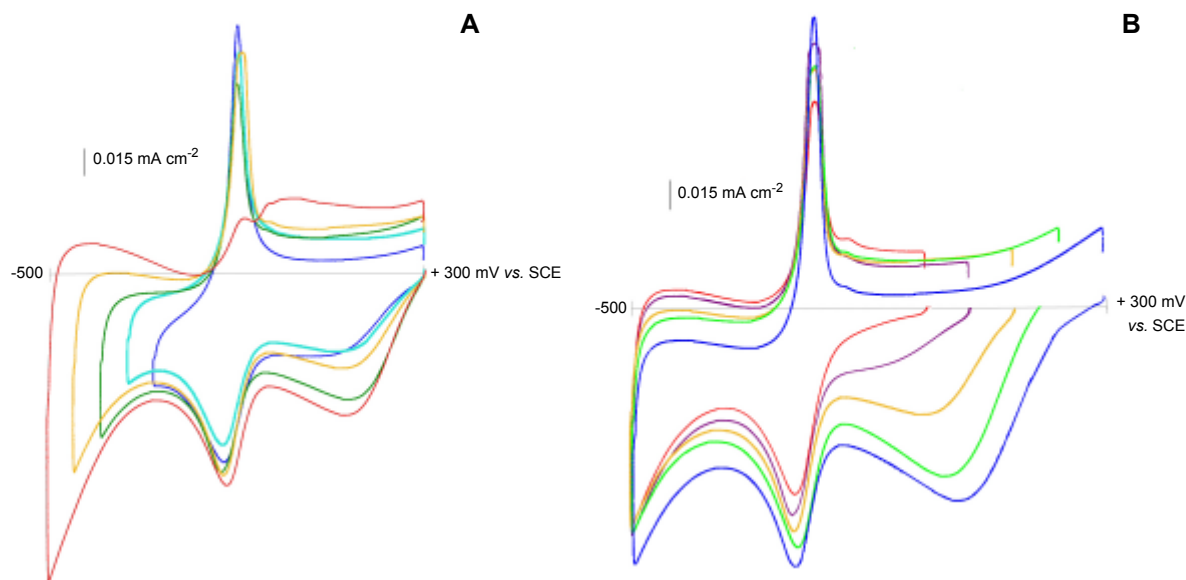 A
B
0.015 mA cm-2
0.015 mA cm-2
-500
+ 300 mV vs. SCE
-500
+ 300 mV
vs. SCE